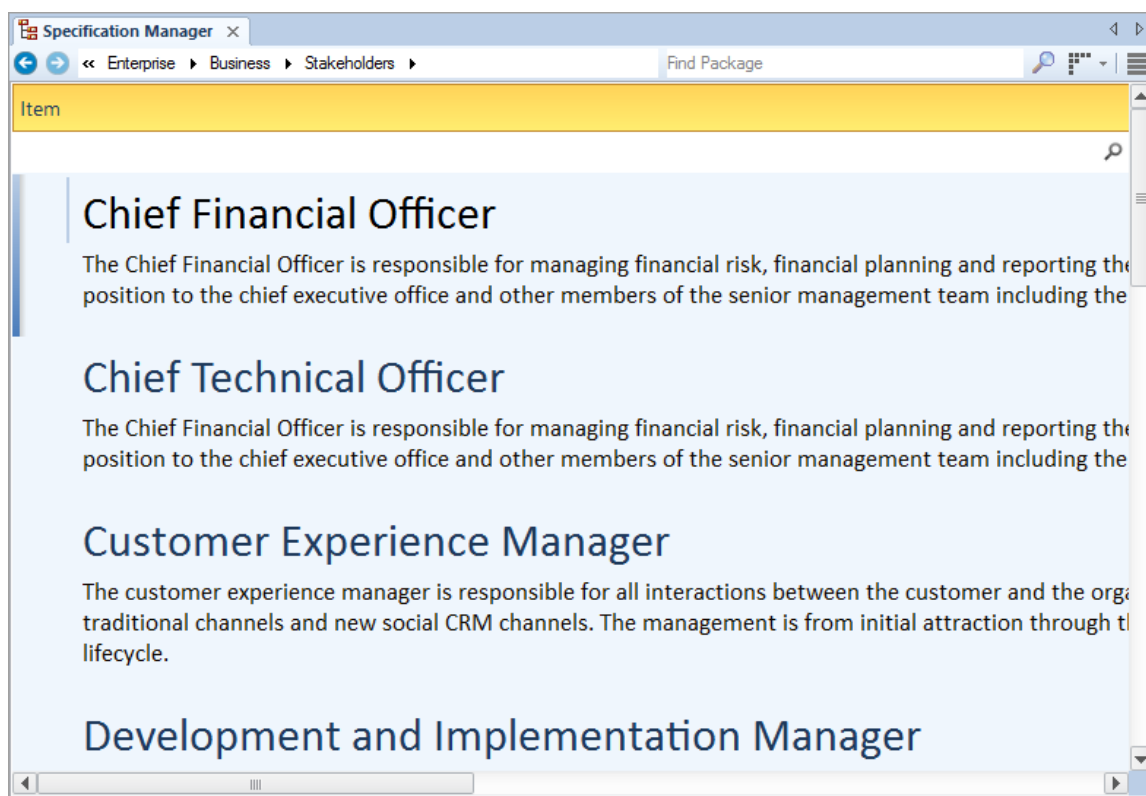 Specification Manager
« Enterprise Business Stakeholders Find Package
Item
Chief Financial Officer
The Chief Financial Officer is responsible for managing financial risk, financial planning and reporting
position to the chief executive office and other members of the senior management team including the
Chief Technical Officer
The Chief Financial Officer is responsible for managing financial risk, financial planning and reporting
position to the chief executive office and other members of the senior management team including the
Customer Experience Manager
The customer experience manager is responsible for all interactions between the customer and the
traditional channels and new social CRM channels. The management is from initial attraction through
lifecycle.
Development and Implementation Manager